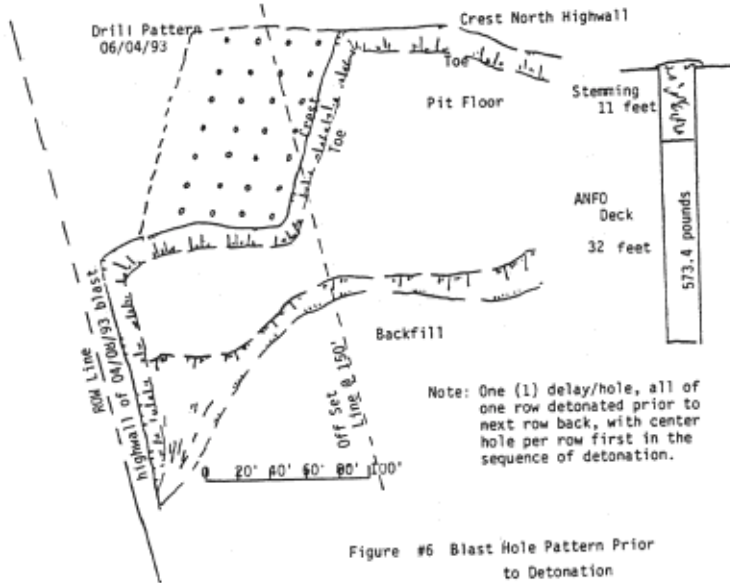 Drill Pattern
06/04/93
Crest North Highwall
Toe
Pit Floor
Stemming
11 feet
Crest
Toe
ANFO
Deck
32 feet
573.4 pounds
ROW Line
highwall of 04/06/93 blast
Backfill
Off Set
Line @ 150'
0 20' 40' 60' 80' 100'
Note: One (1) delay/hole, all of
one row detonated prior to
next row back, with center
hole per row first in the
sequence of detonation.
Figure #6 Blast Hole Pattern Prior
to Detonation